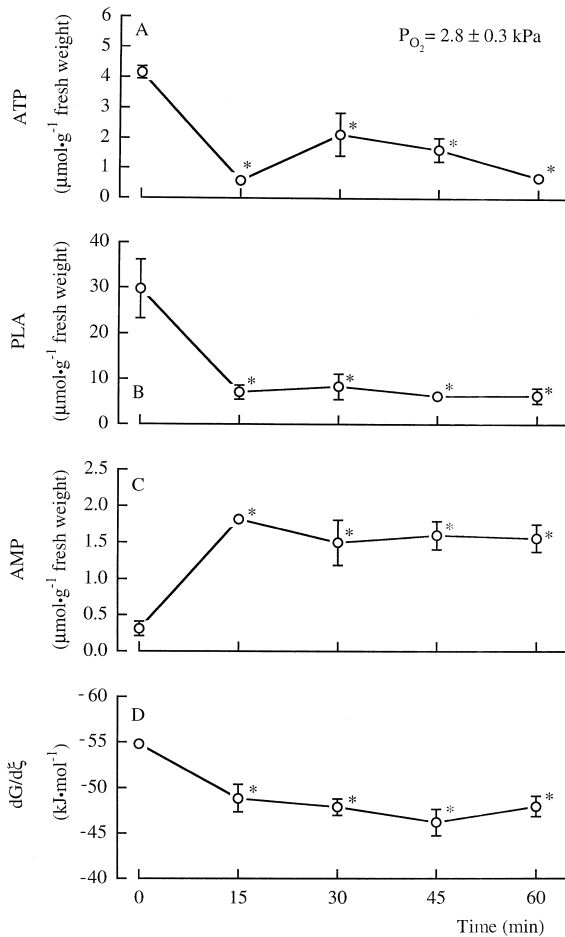 A
P_O2 = 2.8 ± 0.3 kPa
ATP
(µmol•g⁻¹ fresh weight)
6
5
4
3
2
1
0
*
*
*
*
PLA
(µmol•g⁻¹ fresh weight)
40
30
20
10
0
B
*
*
*
*
AMP
(µmol•g⁻¹ fresh weight)
2.5
2.0
1.5
1.0
0.5
0.0
C
*
*
*
*
dG/dξ
(kJ•mol⁻¹)
-60
-55
-50
-45
-40
D
*
*
*
*
0 15 30 45 60
Time (min)